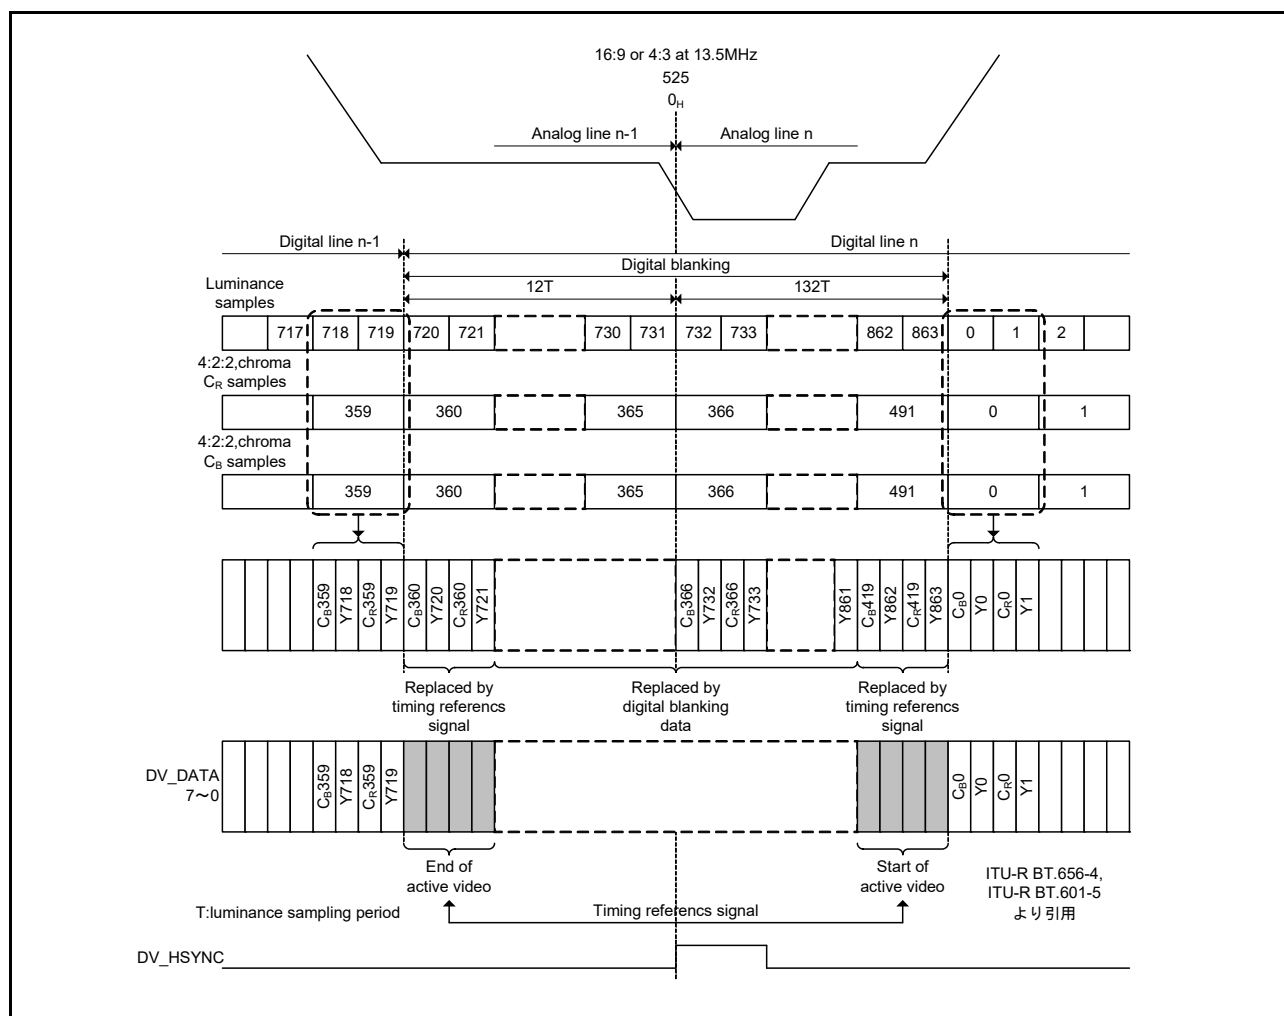 16:9 or 4:3 at 13.5MHz
525
0H
Analog line n-1
Analog line n
Digital line n-1
Digital line n
Digital blanking
12T
132T
Luminance
samples
717 718 719 720 721 730 731 732 733 862 863 0 1 2
4:2:2,chroma
CR samples
359 360 365 366 491 0 1
4:2:2,chroma
CB samples
359 360 365 366 491 0 1
CB359 Y718 CR359 Y719 CB360 Y720 CR360 Y721 CB366 Y732 CR366 Y733 Y861 CB419 Y862 CR419 Y863 CB0 Y0 CR0 Y1
Replaced by
timing referencs
signal
Replaced by
digital blanking
data
Replaced by
timing referencs
signal
DV_DATA
7～0
CB359 Y718 CR359 Y719 CB0 Y0 CR0 Y1
End of
active video
Start of
active video
ITU-R BT.656-4,
ITU-R BT.601-5
より引用
T:luminance sampling period
Timing referencs signal
DV_HSYNC